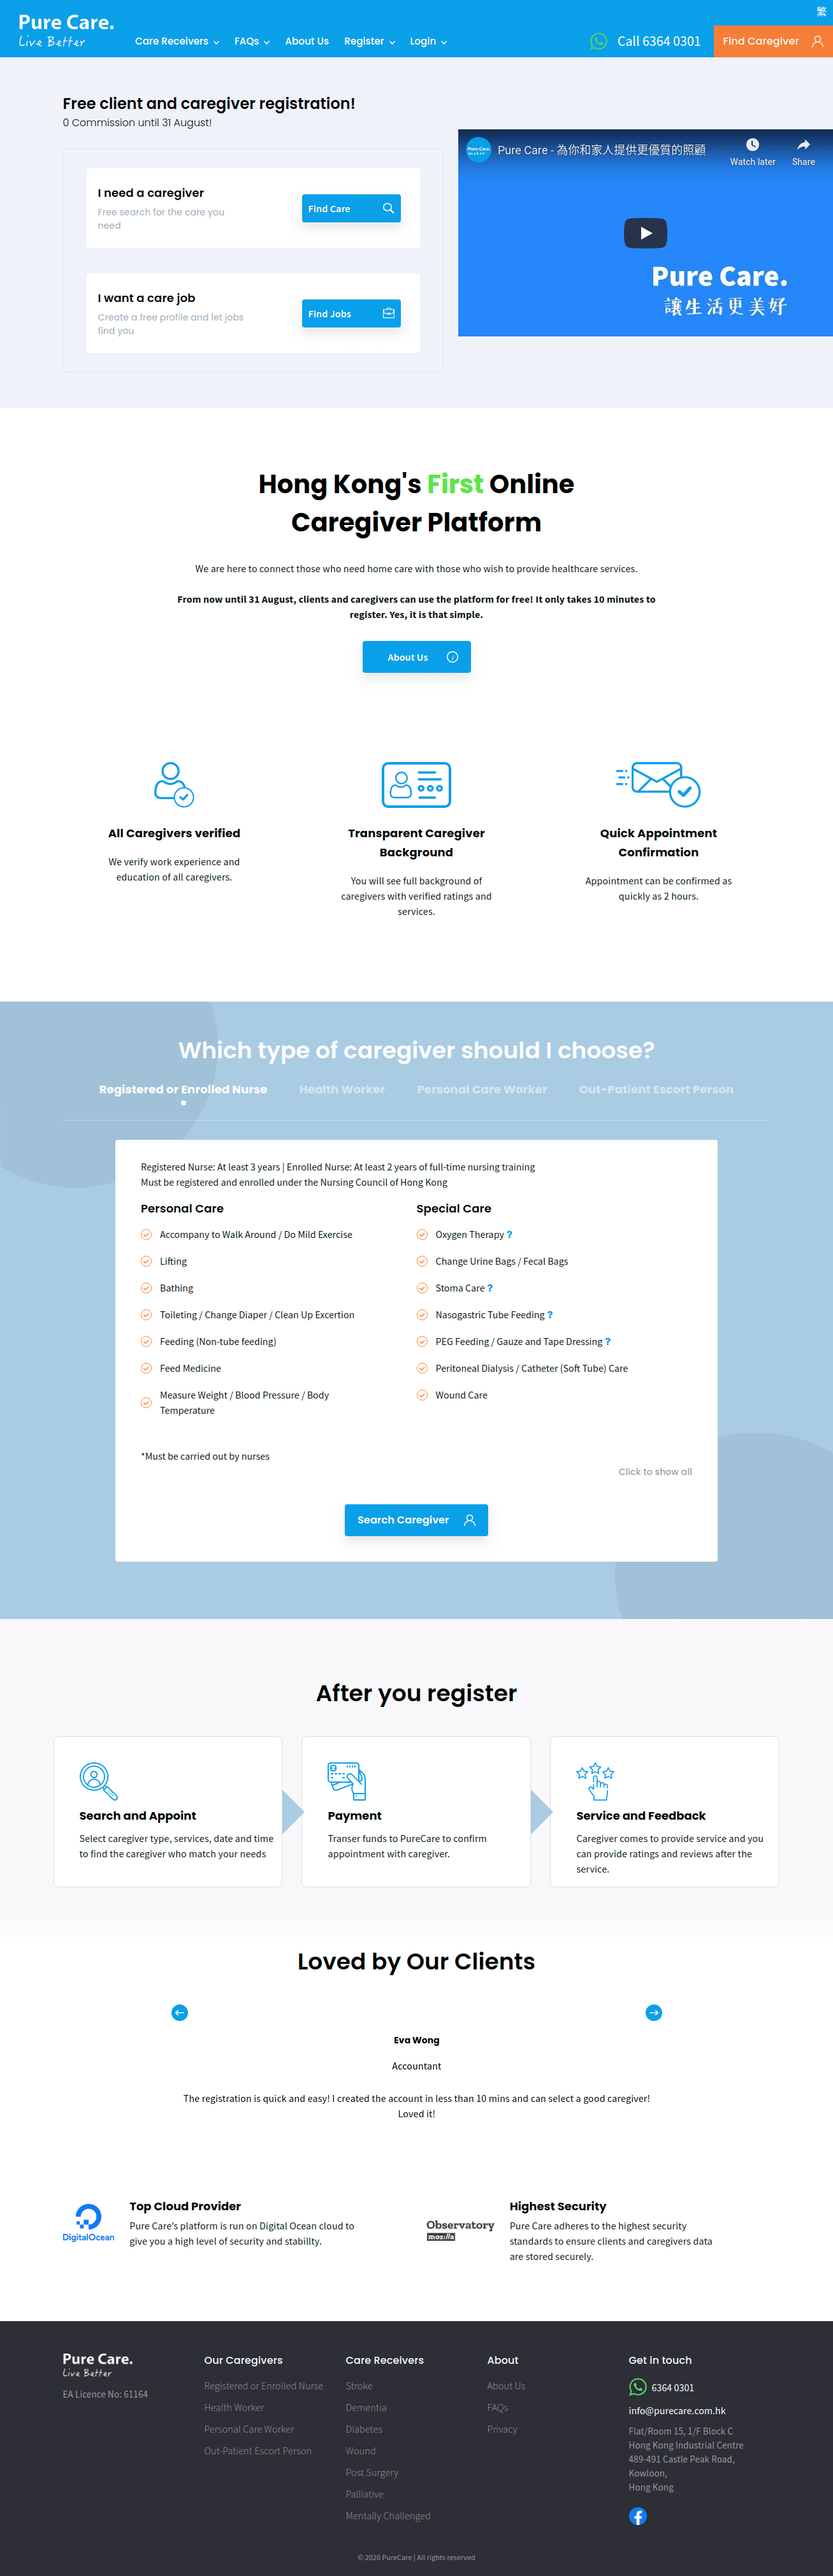 繁
Pure Care.
Live Better
Care Receivers
FAQs
About Us
Register
Login
Call 6364 0301
Find Caregiver
Free client and caregiver registration!
0 Commission until 31 August!
I need a caregiver
Free search for the care you
need
Find Care
I want a care job
Create a free profile and let jobs
find you
Find Jobs
Pure Care.
Pure Care - 為你和家人提供更優質的照顧
Watch later
Share
Pure Care.
讓生活更美好
Hong Kong's First Online
Caregiver Platform
We are here to connect those who need home care with those who wish to provide healthcare services.
From now until 31 August, clients and caregivers can use the platform for free! It only takes 10 minutes to
register. Yes, it is that simple.
About Us
All Caregivers verified
We verify work experience and
education of all caregivers.
Transparent Caregiver
Background
You will see full background of
caregivers with verified ratings and
services.
Quick Appointment
Confirmation
Appointment can be confirmed as
quickly as 2 hours.
Which type of caregiver should I choose?
Registered or Enrolled Nurse
Health Worker
Personal Care Worker
Out-Patient Escort Person
Registered Nurse: At least 3 years | Enrolled Nurse: At least 2 years of full-time nursing training
Must be registered and enrolled under the Nursing Council of Hong Kong
Personal Care
Accompany to Walk Around / Do Mild Exercise
Lifting
Bathing
Toileting / Change Diaper / Clean Up Excertion
Feeding (Non-tube feeding)
Feed Medicine
Measure Weight / Blood Pressure / Body
Temperature
Special Care
Oxygen Therapy ?
Change Urine Bags / Fecal Bags
Stoma Care ?
Nasogastric Tube Feeding ?
PEG Feeding / Gauze and Tape Dressing ?
Peritoneal Dialysis / Catheter (Soft Tube) Care
Wound Care
*Must be carried out by nurses
Click to show all
Search Caregiver
After you register
Search and Appoint
Select caregiver type, services, date and time
to find the caregiver who match your needs
Payment
Transer funds to PureCare to confirm
appointment with caregiver.
Service and Feedback
Caregiver comes to provide service and you
can provide ratings and reviews after the
service.
Loved by Our Clients
Eva Wong
Accountant
The registration is quick and easy! I created the account in less than 10 mins and can select a good caregiver!
Loved it!
DigitalOcean
Top Cloud Provider
Pure Care's platform is run on Digital Ocean cloud to
give you a high level of security and stabillty.
Observatory
moz://a
Highest Security
Pure Care adheres to the highest security
standards to ensure clients and caregivers data
are stored securely.
Pure Care.
Live Better
EA Licence No: 61164
Our Caregivers
Registered or Enrolled Nurse
Health Worker
Personal Care Worker
Out-Patient Escort Person
Care Receivers
Stroke
Dementia
Diabetes
Wound
Post Surgery
Palliative
Mentally Challenged
About
About Us
FAQs
Privacy
Get in touch
6364 0301
info@purecare.com.hk
Flat/Room 15, 1/F Block C
Hong Kong Industrial Centre
489-491 Castle Peak Road,
Kowloon,
Hong Kong
© 2020 PureCare | All rights reserved